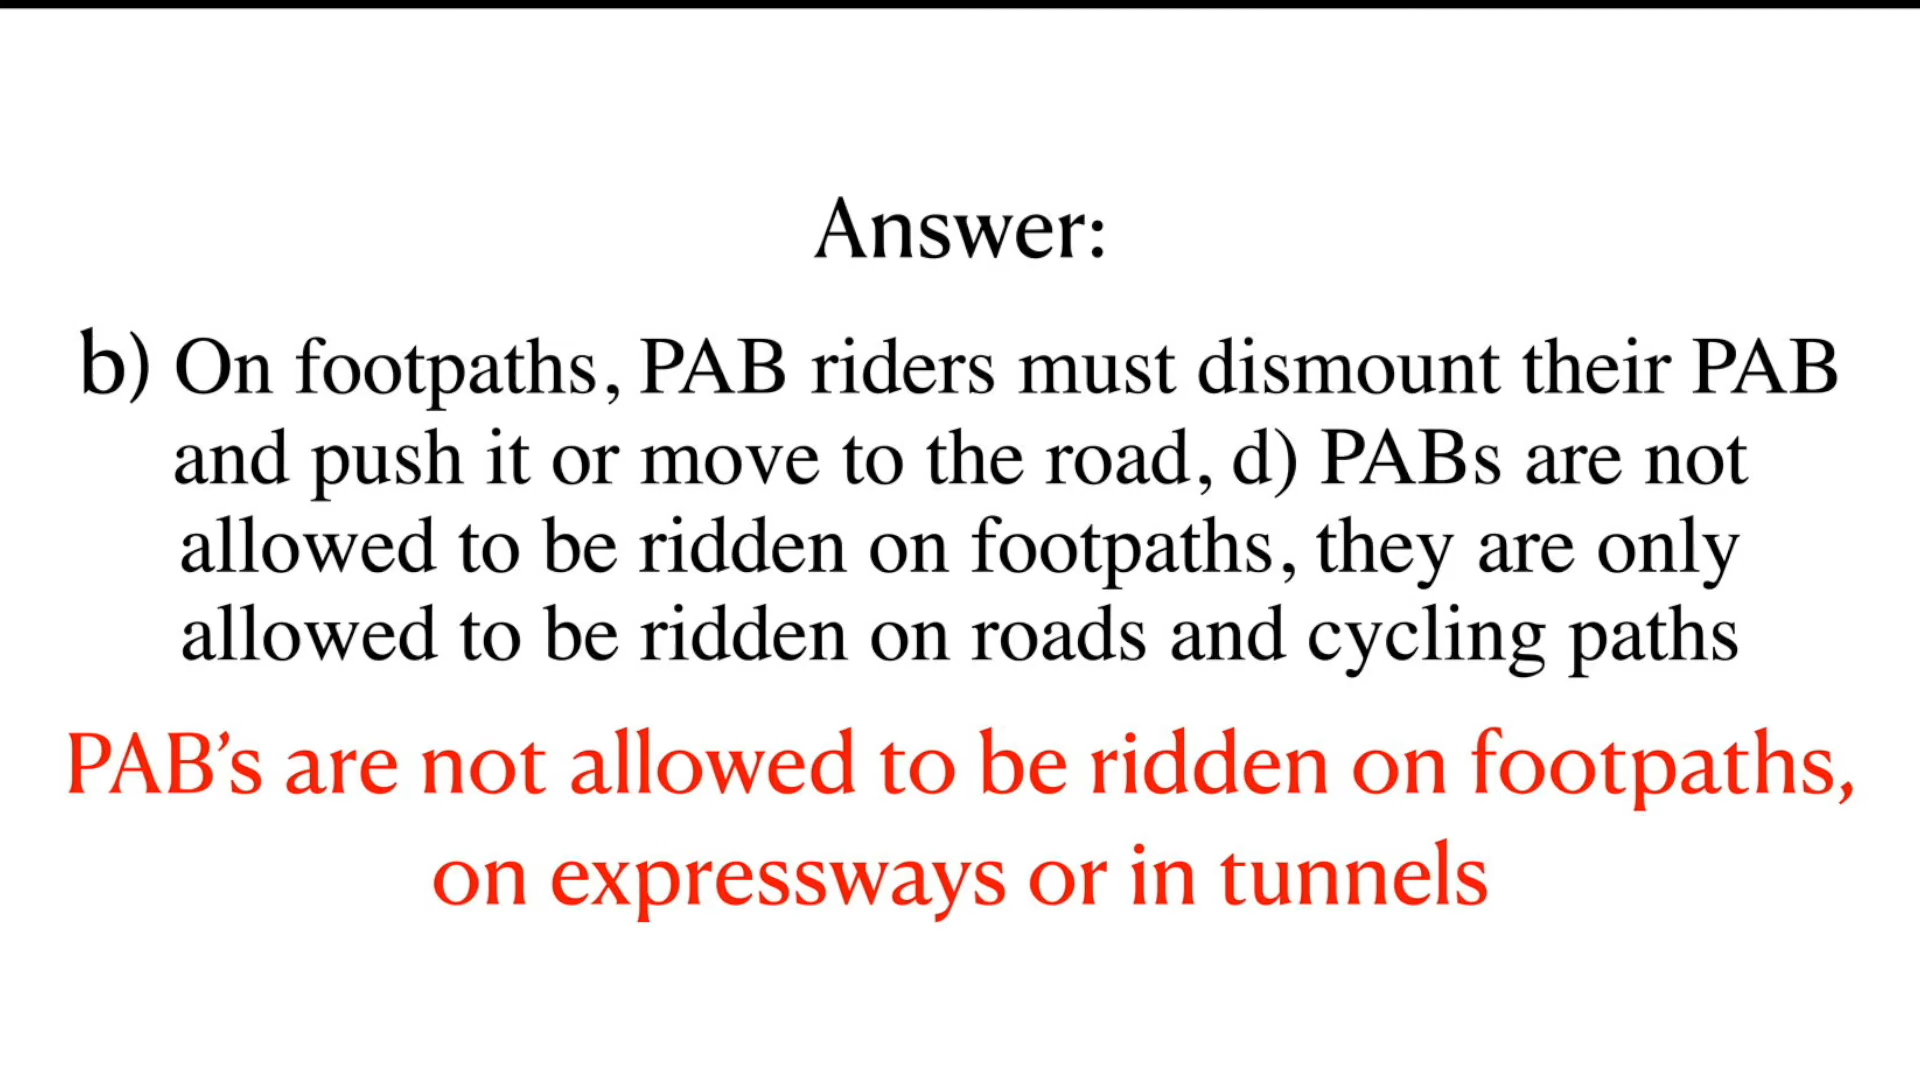 Answer:
b) On footpaths, PAB riders must dismount their PAB
and push it or move to the road, d) PABs are not
allowed to be ridden on footpaths, they are only
allowed to be ridden on roads and cycling paths
PAB’s are not allowed to be ridden on footpaths,
on expressways or in tunnels